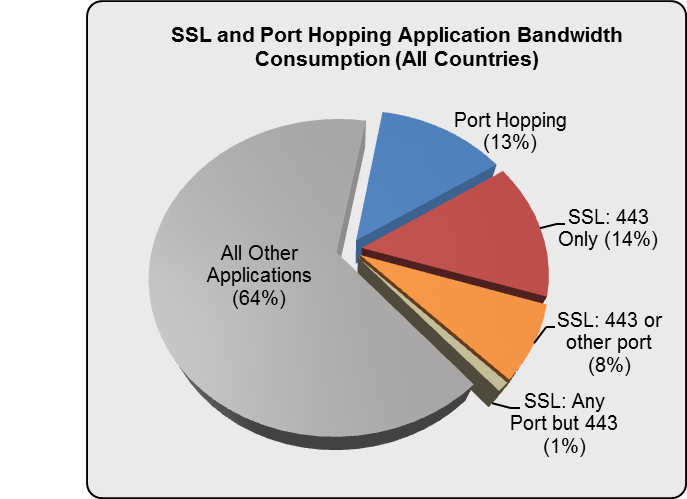 SSL and Port Hopping Application Bandwidth
Consumption (All Countries)
Port Hopping
(13%)
SSL: 443
Only (14%)
All Other
Applications
(64%)
SSL: 443 or
other port
(8%)
SSL: Any
Port but 443
(1%)